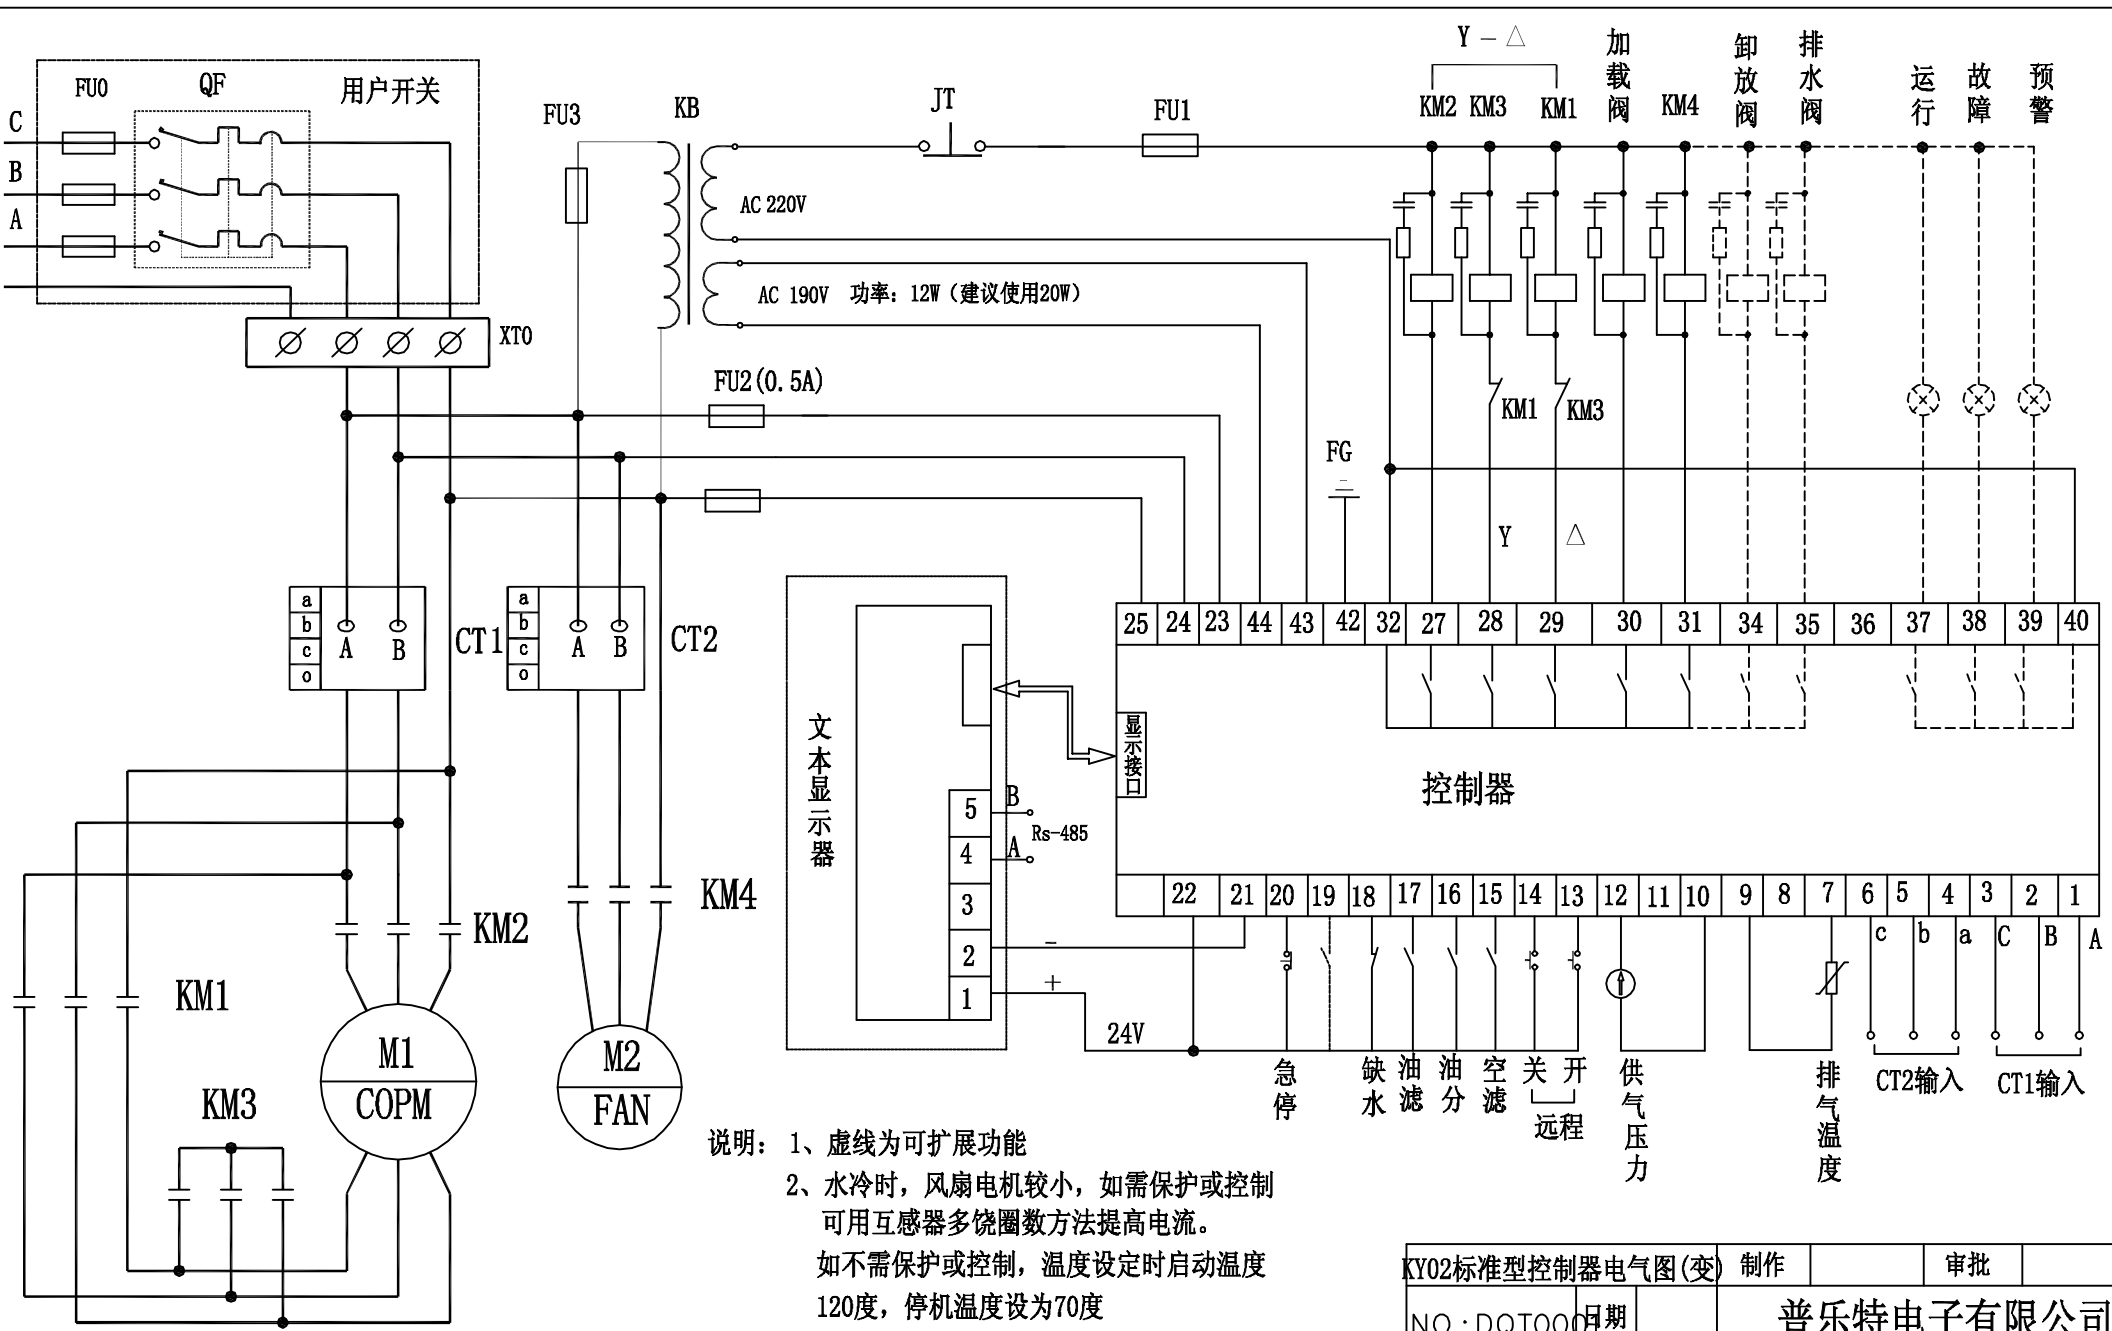 FU0
QF
用户开关
C
B
A
XT0
FU3
KB
JT
FU1
AC 220V
AC 190V 功率：12W（建议使用20W）
FU2(0.5A)
Y－△
KM2 KM3 KM1
加载阀
KM4
卸放阀
排水阀
运行
故障
预警
KM1
KM3
FG
Y
△
a
b
c
o
A B
CT1
a
b
c
o
A B
CT2
25 24 23 44 43 42 32 27 28 29 30 31 34 35 36 37 38 39 40
文本显示器
显示接口
控制器
5 B
Rs-485
4 A
3
2 -
1 +
24V
22 21 20 19 18 17 16 15 14 13 12 11 10 9 8 7 6 5 4 3 2 1
c b a C B A
急停
缺水
油滤
油分
空滤
关 开
远程
供气压力
排气温度
CT2输入
CT1输入
KM2
KM4
KM1
KM3
M1
COPM
M2
FAN
说明：1、虚线为可扩展功能
2、水冷时，风扇电机较小，如需保护或控制
可用互感器多饶圈数方法提高电流。
如不需保护或控制，温度设定时启动温度
120度，停机温度设为70度
KY02标准型控制器电气图(变) 制作 审批
日期
普乐特电子有限公司